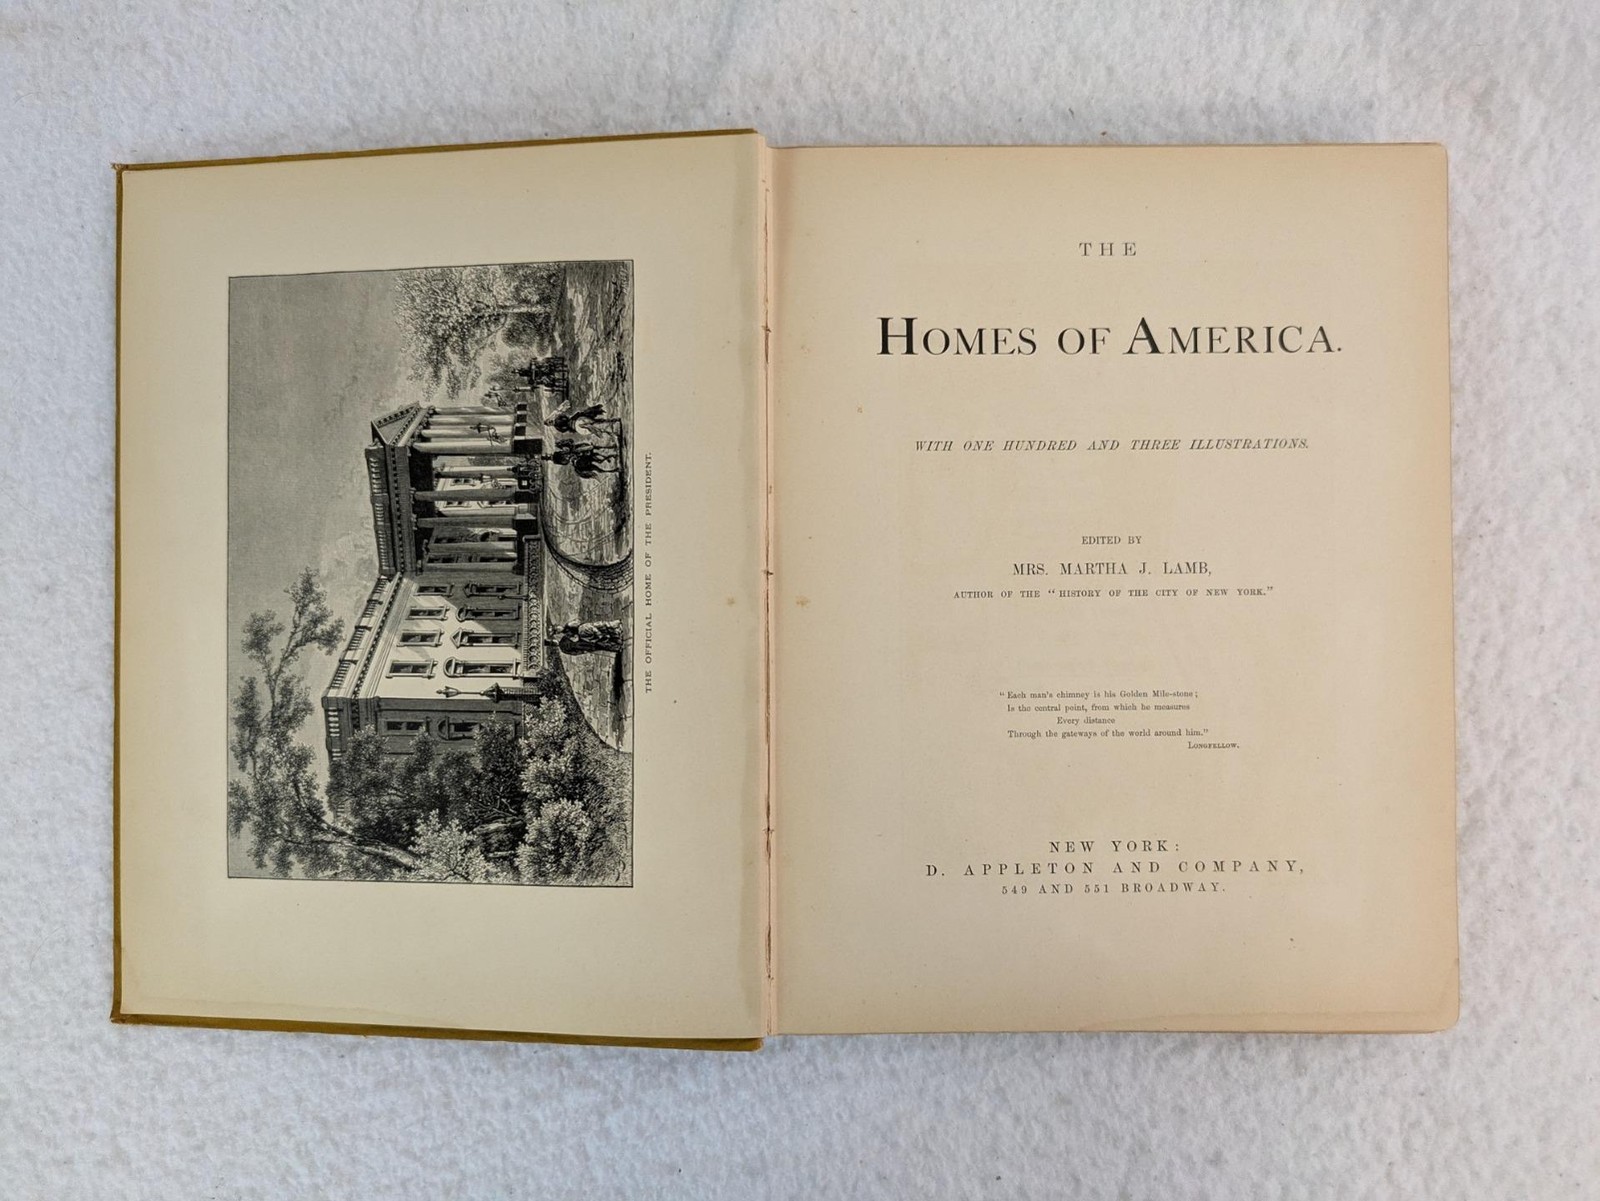 THE OFFICIAL HOME OF THE PRESIDENT.
THE
HOMES OF AMERICA.
WITH ONE HUNDRED AND THREE ILLUSTRATIONS.
EDITED BY
MRS. MARTHA J. LAMB,
AUTHOR OF THE "HISTORY OF THE CITY OF NEW YORK."
"Each man's chimney is his Golden Mile-stone;
Is the central point, from which he measures
Every distance
Through the gateways of the world around him."
LONGFELLOW.
NEW YORK:
D. APPLETON AND COMPANY,
549 AND 551 BROADWAY.